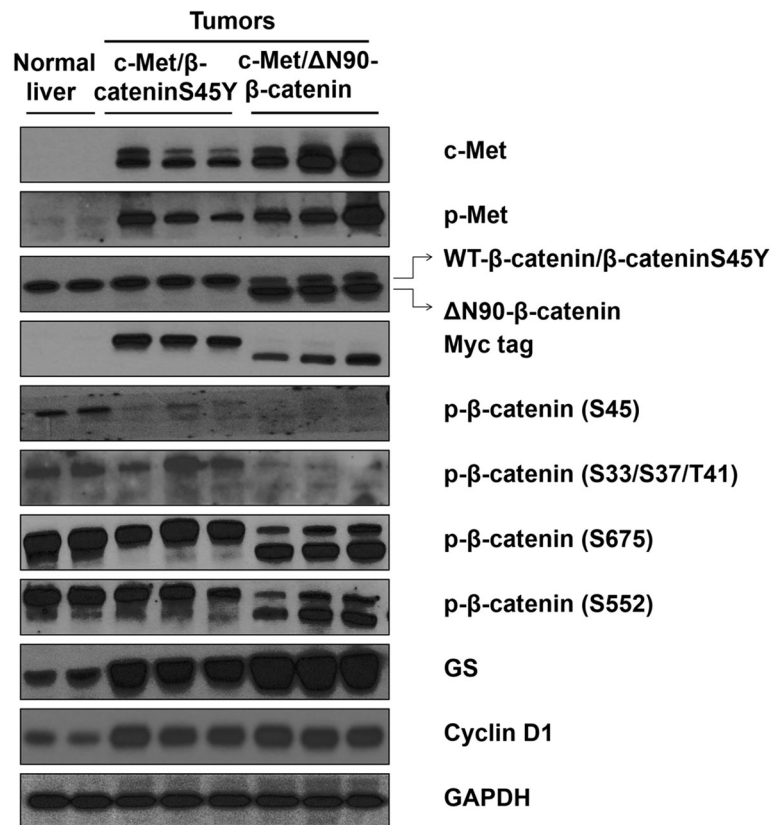 Tumors
Normal liver
c-Met/β-cateninS45Y
c-Met/ΔN90-β-catenin
c-Met
p-Met
WT-β-catenin/β-cateninS45Y
ΔN90-β-catenin
Myc tag
p-β-catenin (S45)
p-β-catenin (S33/S37/T41)
p-β-catenin (S675)
p-β-catenin (S552)
GS
Cyclin D1
GAPDH